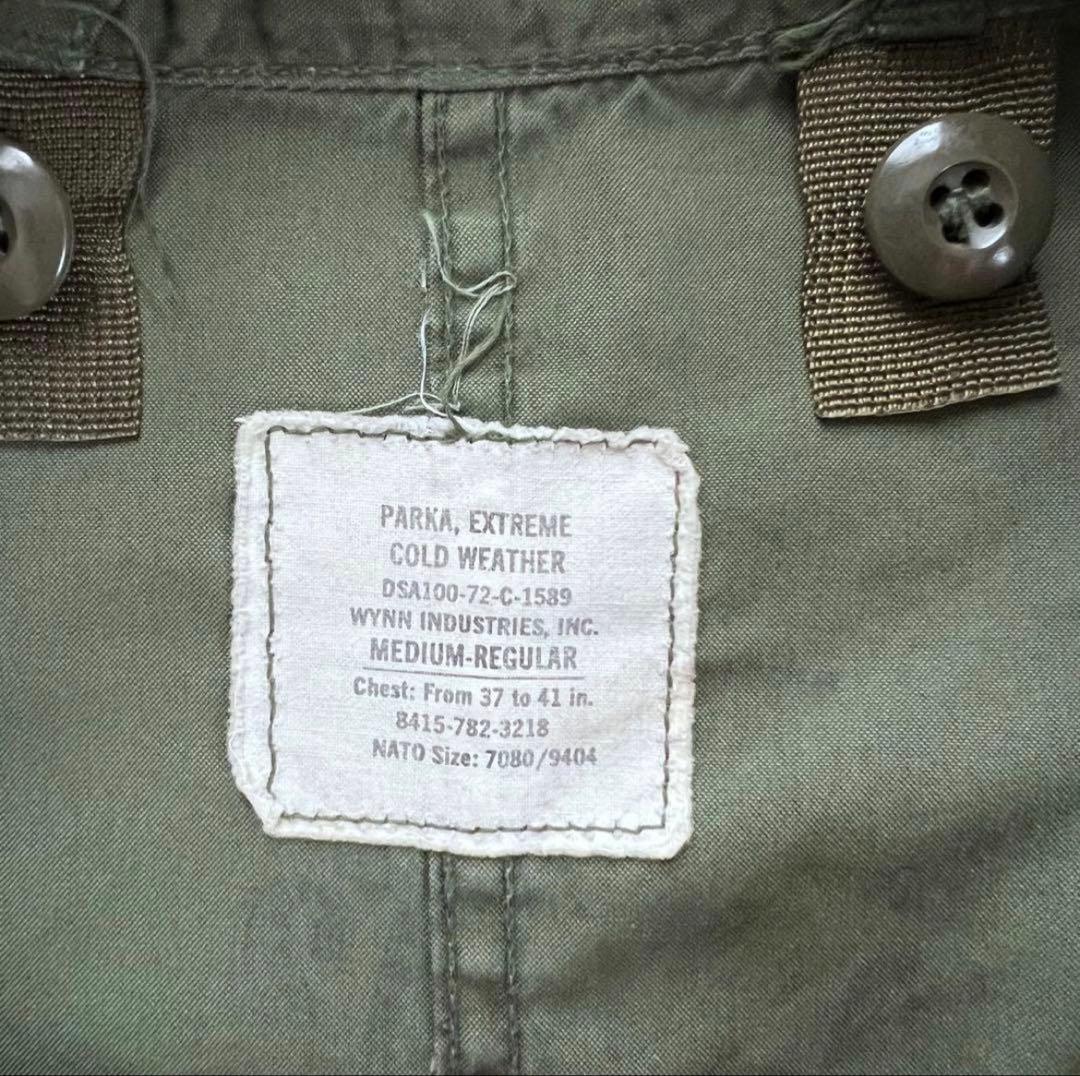 PARKA, EXTREME
COLD WEATHER
DSA100-72-C-1589
WYNN INDUSTRIES, INC.
MEDIUM-REGULAR
Chest: From 37 to 41 in.
8415-782-3218
NATO Size: 7080/9404